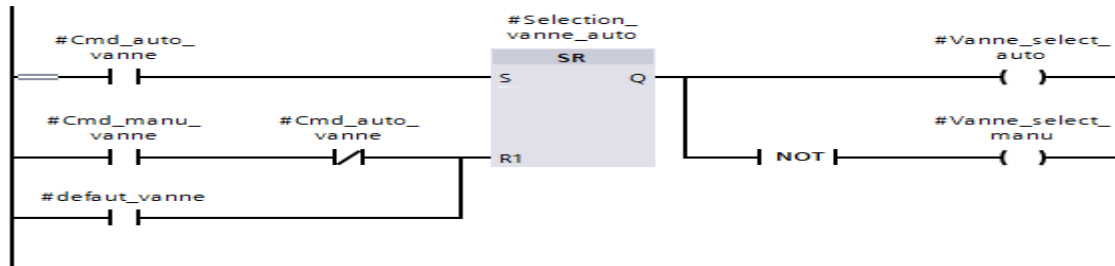 #Selection_
vanne_auto
#Cmd_auto_
vanne
SR
S
Q
#Vanne_select_
auto
#Cmd_manu_
vanne
#Cmd_auto_
vanne
R1
NOT
#Vanne_select_
manu
#defaut_vanne